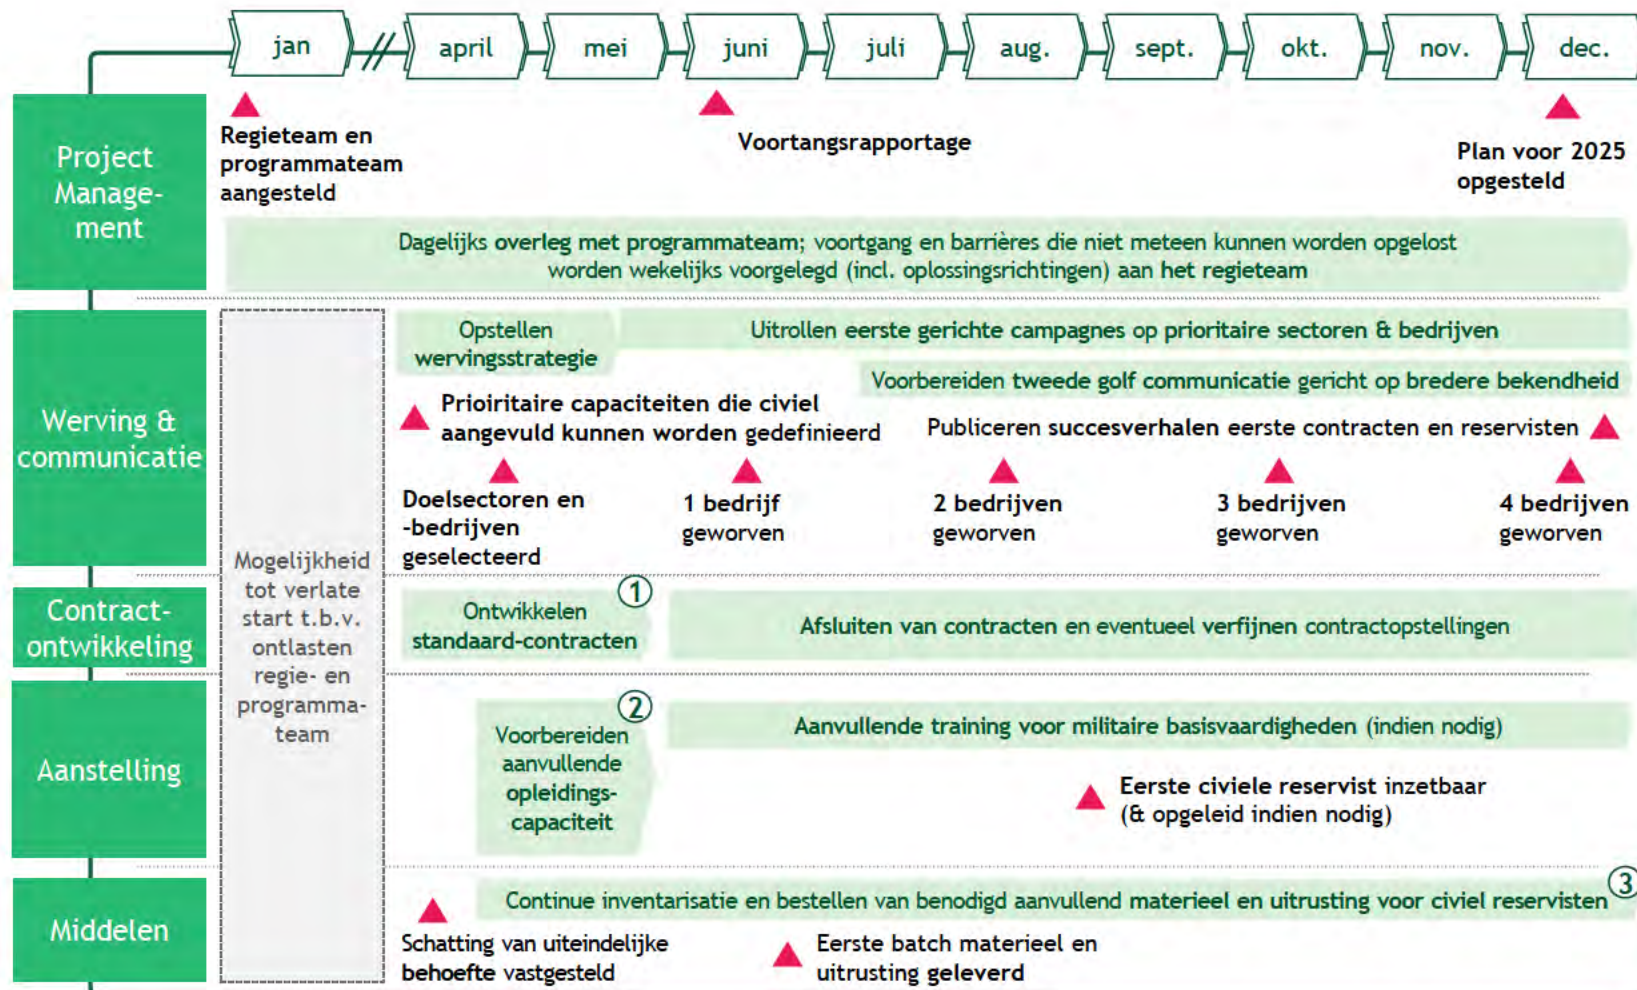 jan
april
mei
juni
juli
aug.
sept.
okt.
nov.
dec.
Project
Manage-
ment
Regieteam en
programmateam
aangesteld
Voortangsrapportage
Plan voor 2025
opgesteld
Dagelijks overleg met programmateam; voortgang en barrières die niet meteen kunnen worden opgelost
worden wekelijks voorgelegd (incl. oplossingsrichtingen) aan het regieteam
Mogelijkheid
tot verlate
start t.b.v.
ontlasten
regie- en
programma-
team
Werving &
communicatie
Opstellen
wervingsstrategie
Uitrollen eerste gerichte campagnes op prioritaire sectoren & bedrijven
Voorbereiden tweede golf communicatie gericht op bredere bekendheid
Prioiritaire capaciteiten die civiel
aangevuld kunnen worden gedefinieerd
Publiceren succesverhalen eerste contracten en reservisten
Doelsectoren en
-bedrijven
geselecteerd
1 bedrijf
geworven
2 bedrijven
geworven
3 bedrijven
geworven
4 bedrijven
geworven
Contract-
ontwikkeling
1
Ontwikkelen
standaard-contracten
Afsluiten van contracten en eventueel verfijnen contractopstellingen
Aanstelling
2
Voorbereiden
aanvullende
opleidings-
capaciteit
Aanvullende training voor militaire basisvaardigheden (indien nodig)
Eerste civiele reservist inzetbaar
(& opgeleid indien nodig)
Middelen
3
Continue inventarisatie en bestellen van benodigd aanvullend materieel en uitrusting voor civiel reservisten
Schatting van uiteindelijke
behoefte vastgesteld
Eerste batch materieel en
uitrusting geleverd